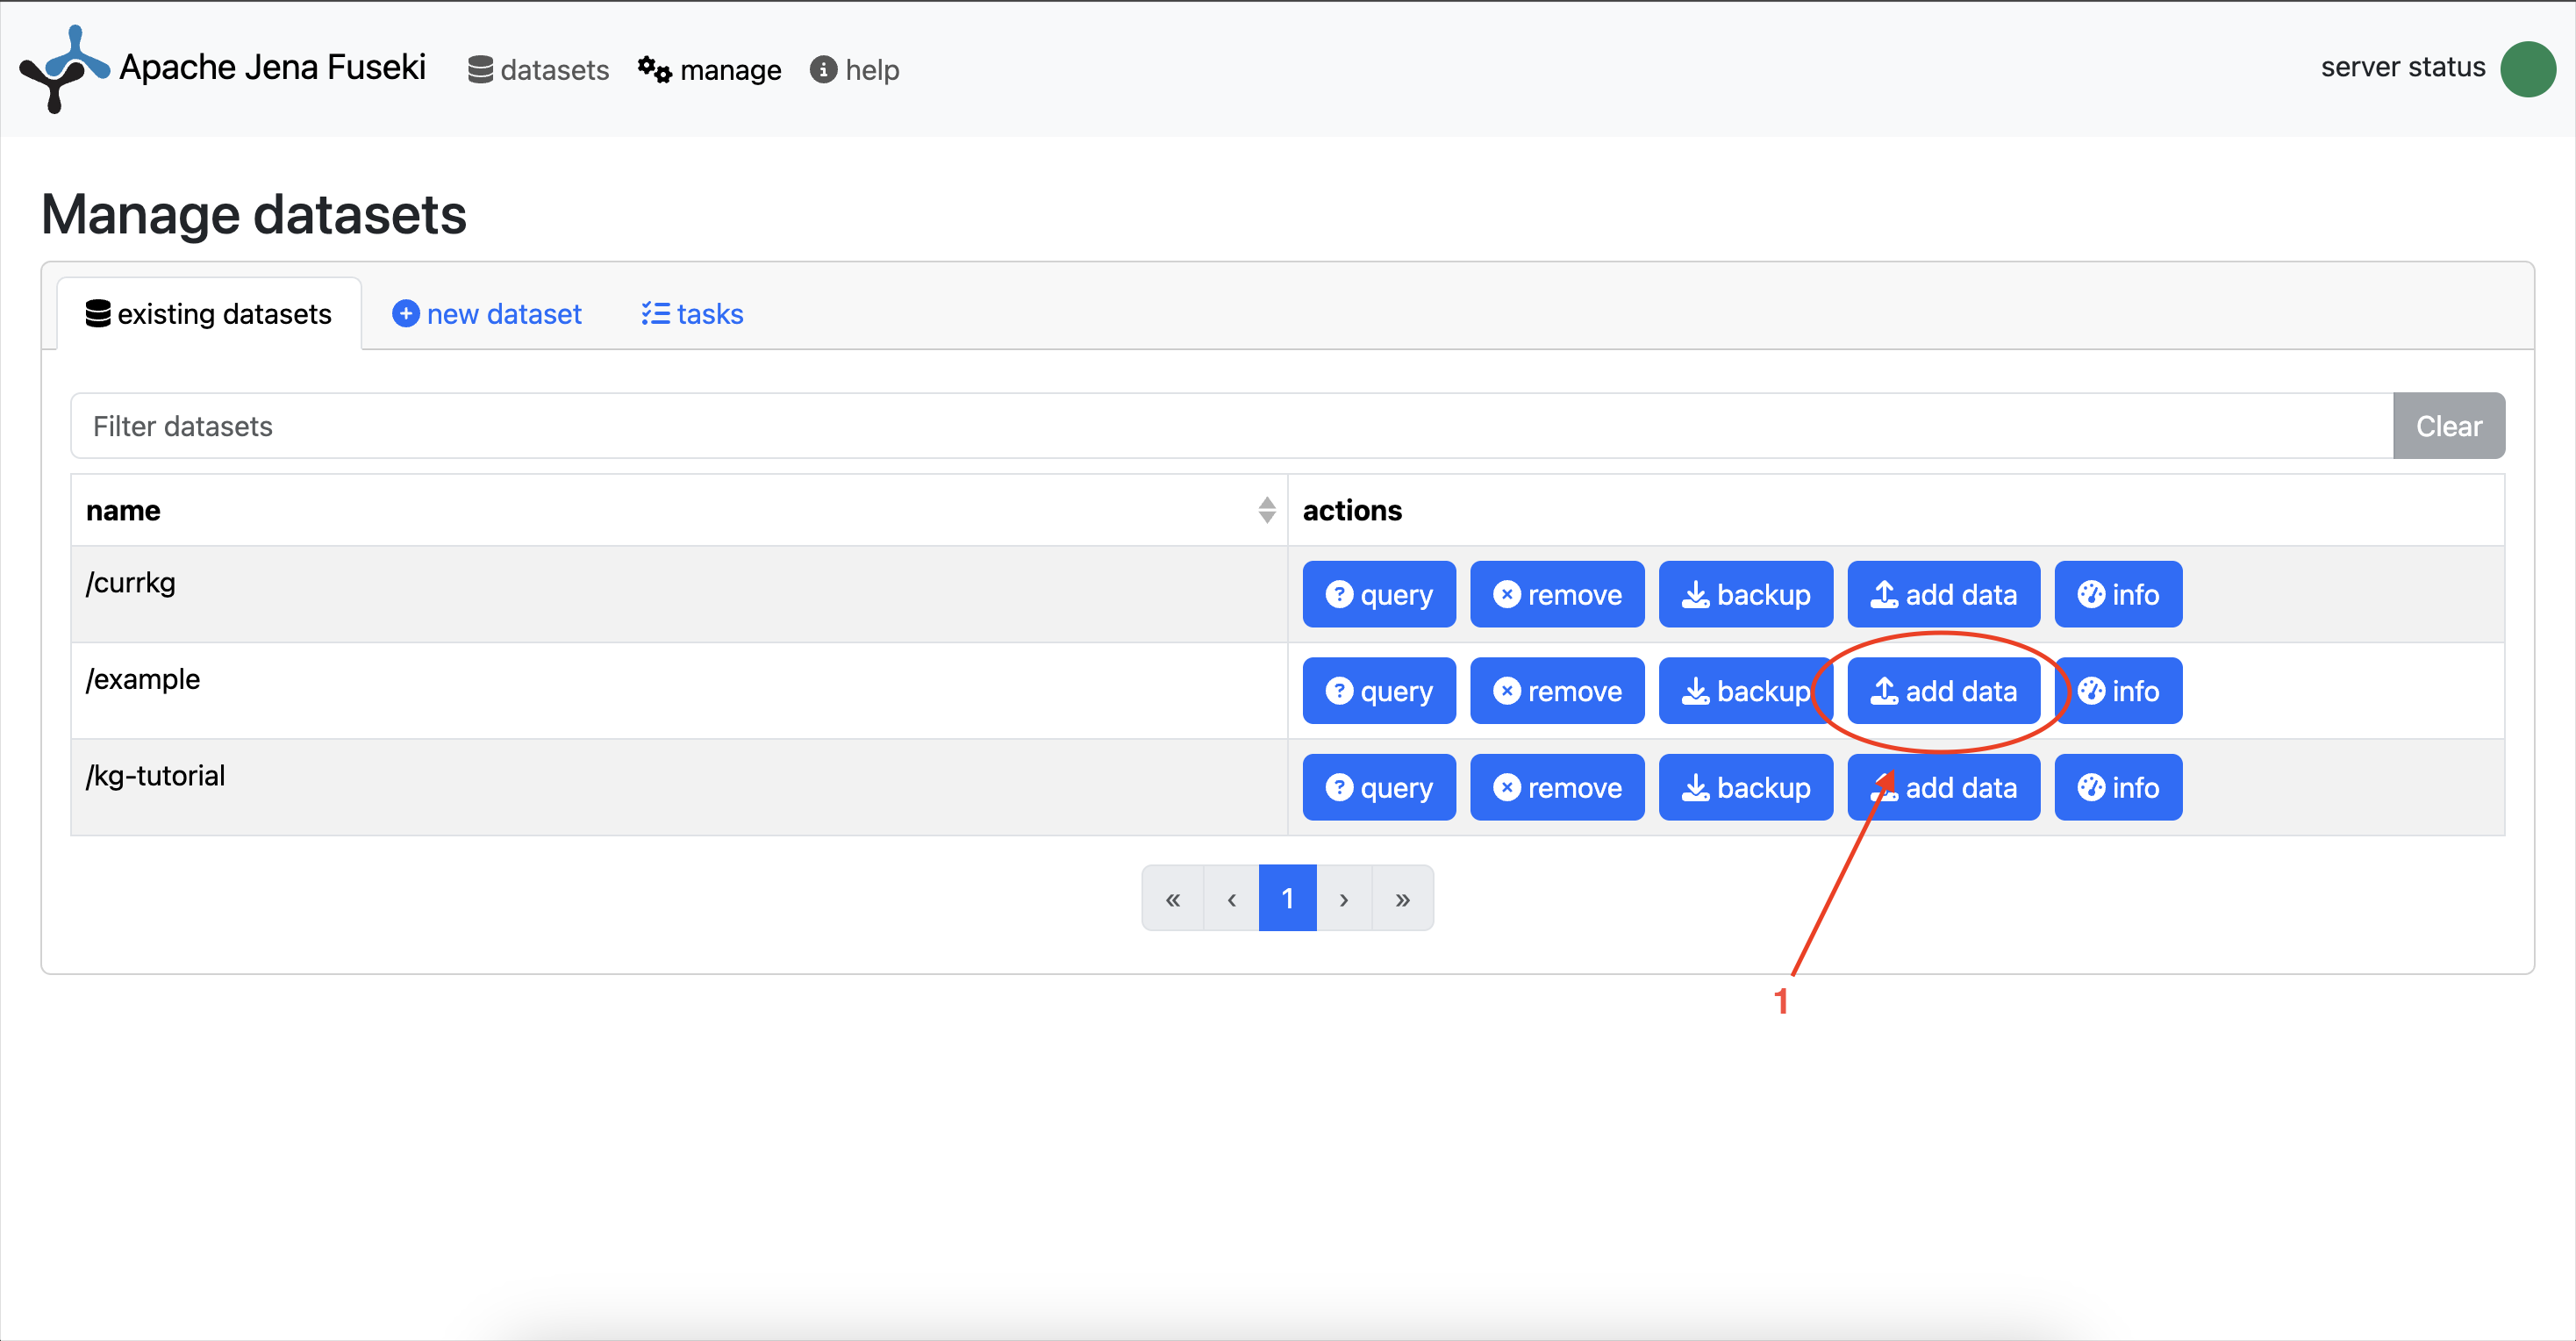 Apache Jena Fuseki datasets manage help server status
Manage datasets
existing datasets new dataset tasks
Filter datasets Clear
name actions
/currkg query remove backup add data info
/example query remove backup add data info
/kg-tutorial query remove backup add data info
« ‹ 1 › »
1